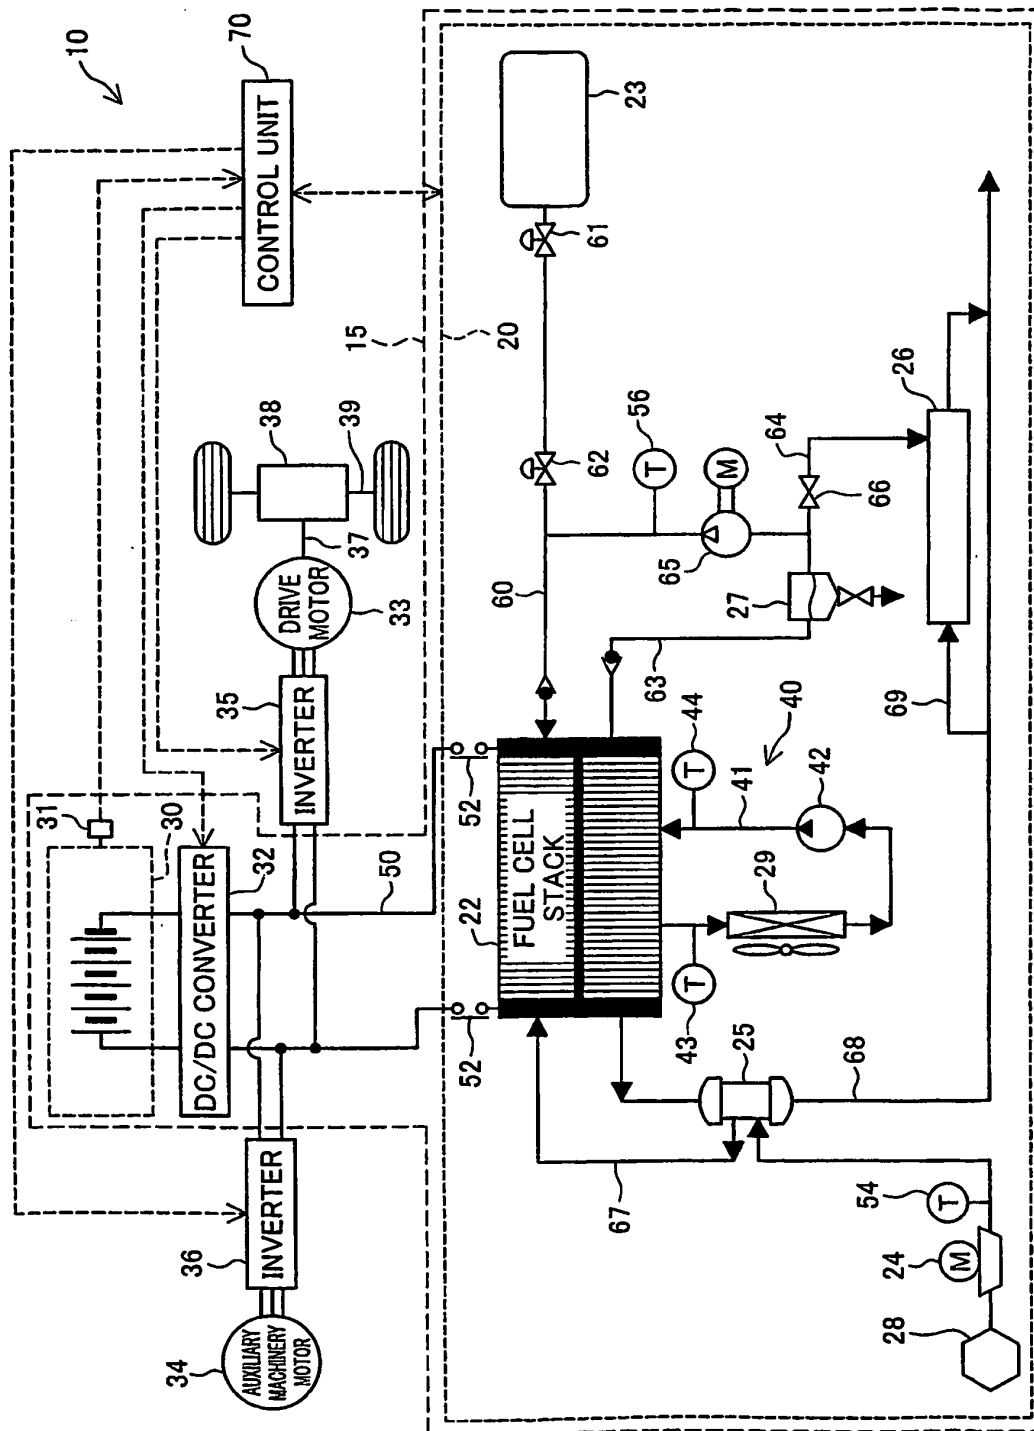 10
31
30
70
34
36
DC/DC CONVERTER
32
35
38
CONTROL UNIT
AUXILIARY
MACHINERY
MOTOR
INVERTER
INVERTER
DRIVE
MOTOR
37
39
15
33
50
20
52
52
22
FUEL CELL
STACK
60
62
61
23
56
T
63
65
M
43
T
T
44
67
25
41
40
27
64
29
42
66
68
69
26
28
24
M
54
T